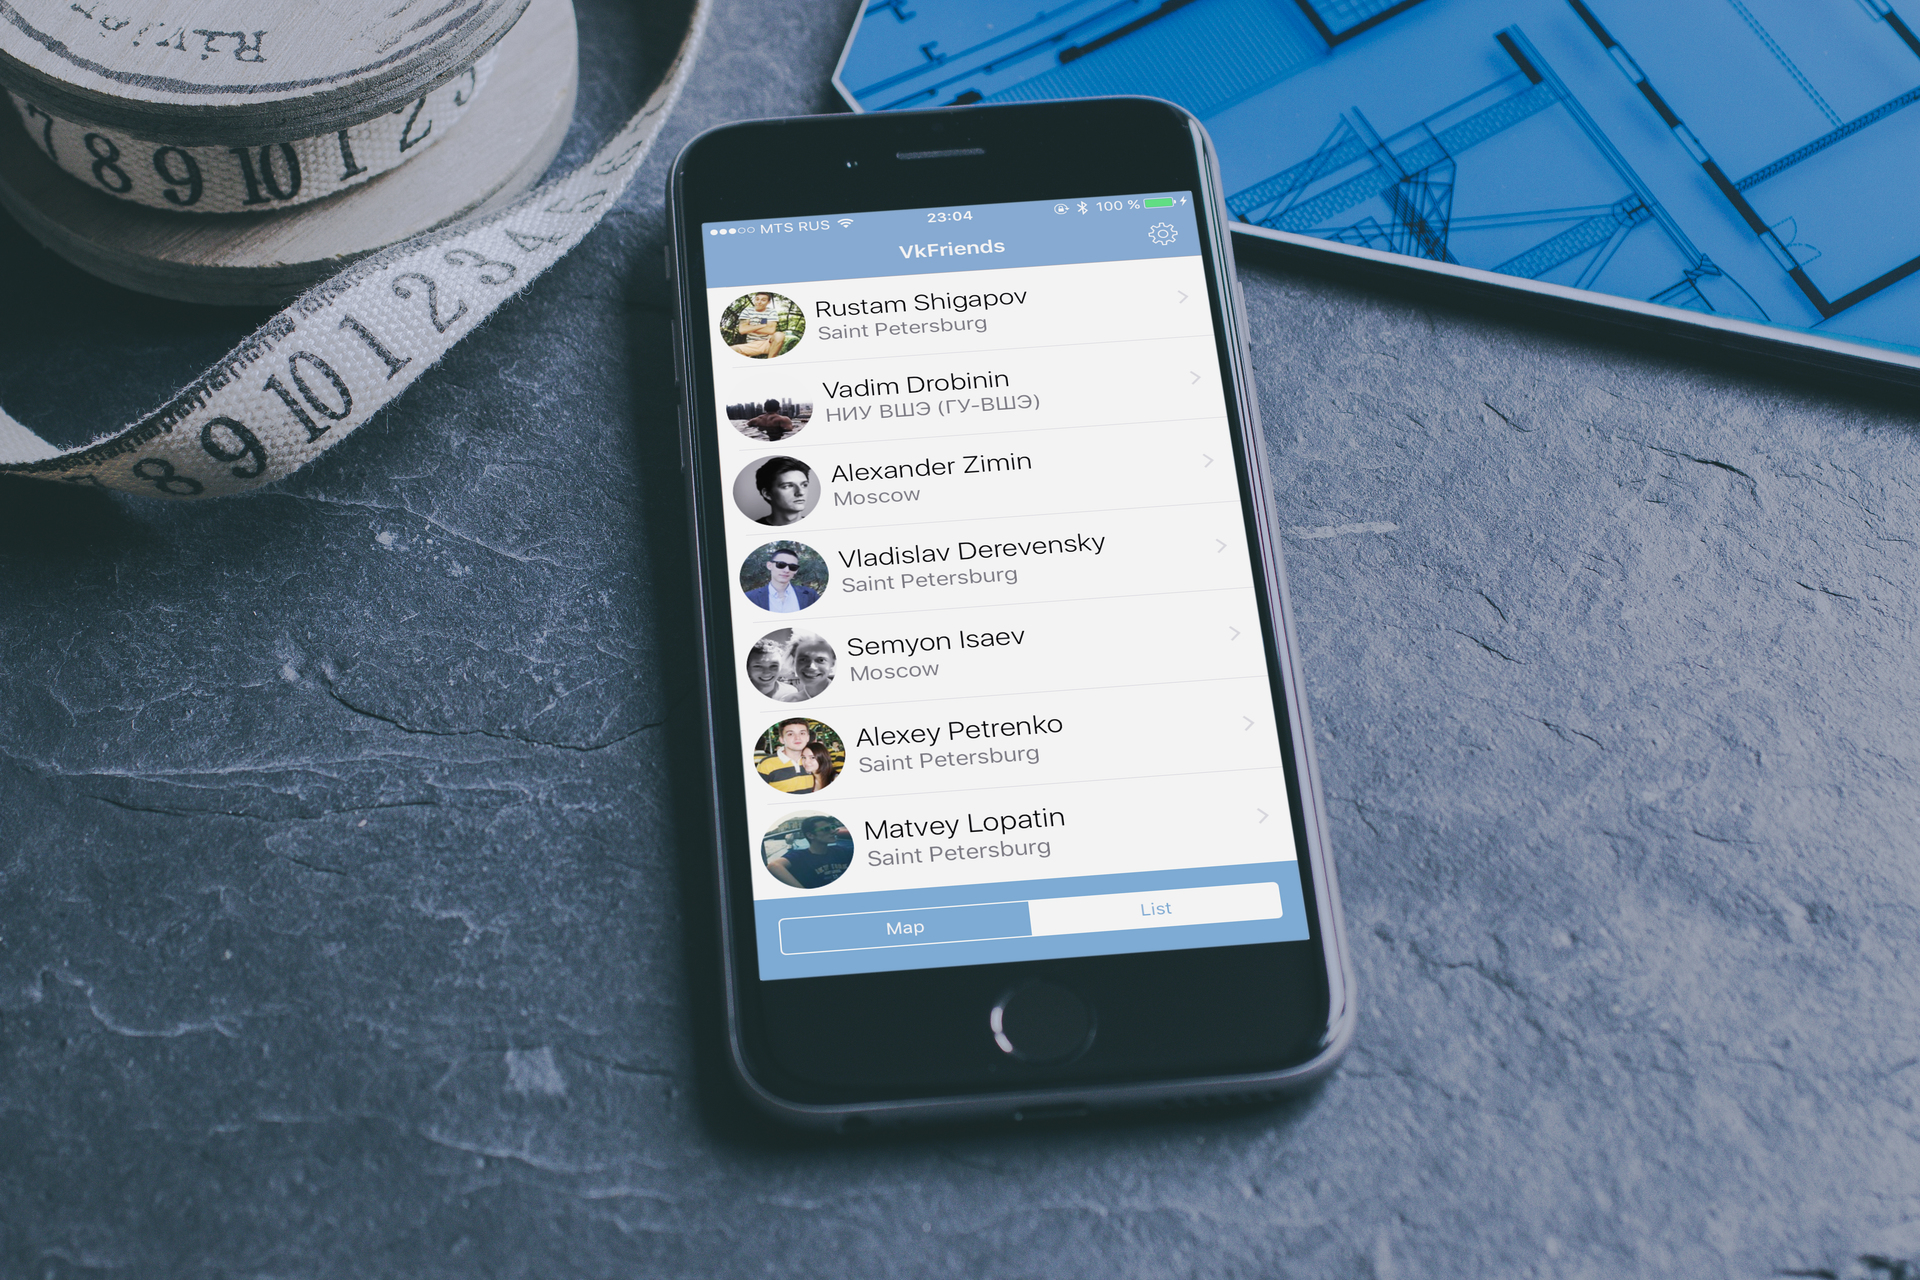 Rivièr
7 8 9 10 1 2 3
8 9 10 1 2 3 4 5 6
MTS RUS 23:04 100 %
VkFriends
Rustam Shigapov
Saint Petersburg
Vadim Drobinin
НИУ ВШЭ (ГУ-ВШЭ)
Alexander Zimin
Moscow
Vladislav Derevensky
Saint Petersburg
Semyon Isaev
Moscow
Alexey Petrenko
Saint Petersburg
Matvey Lopatin
Saint Petersburg
Map List